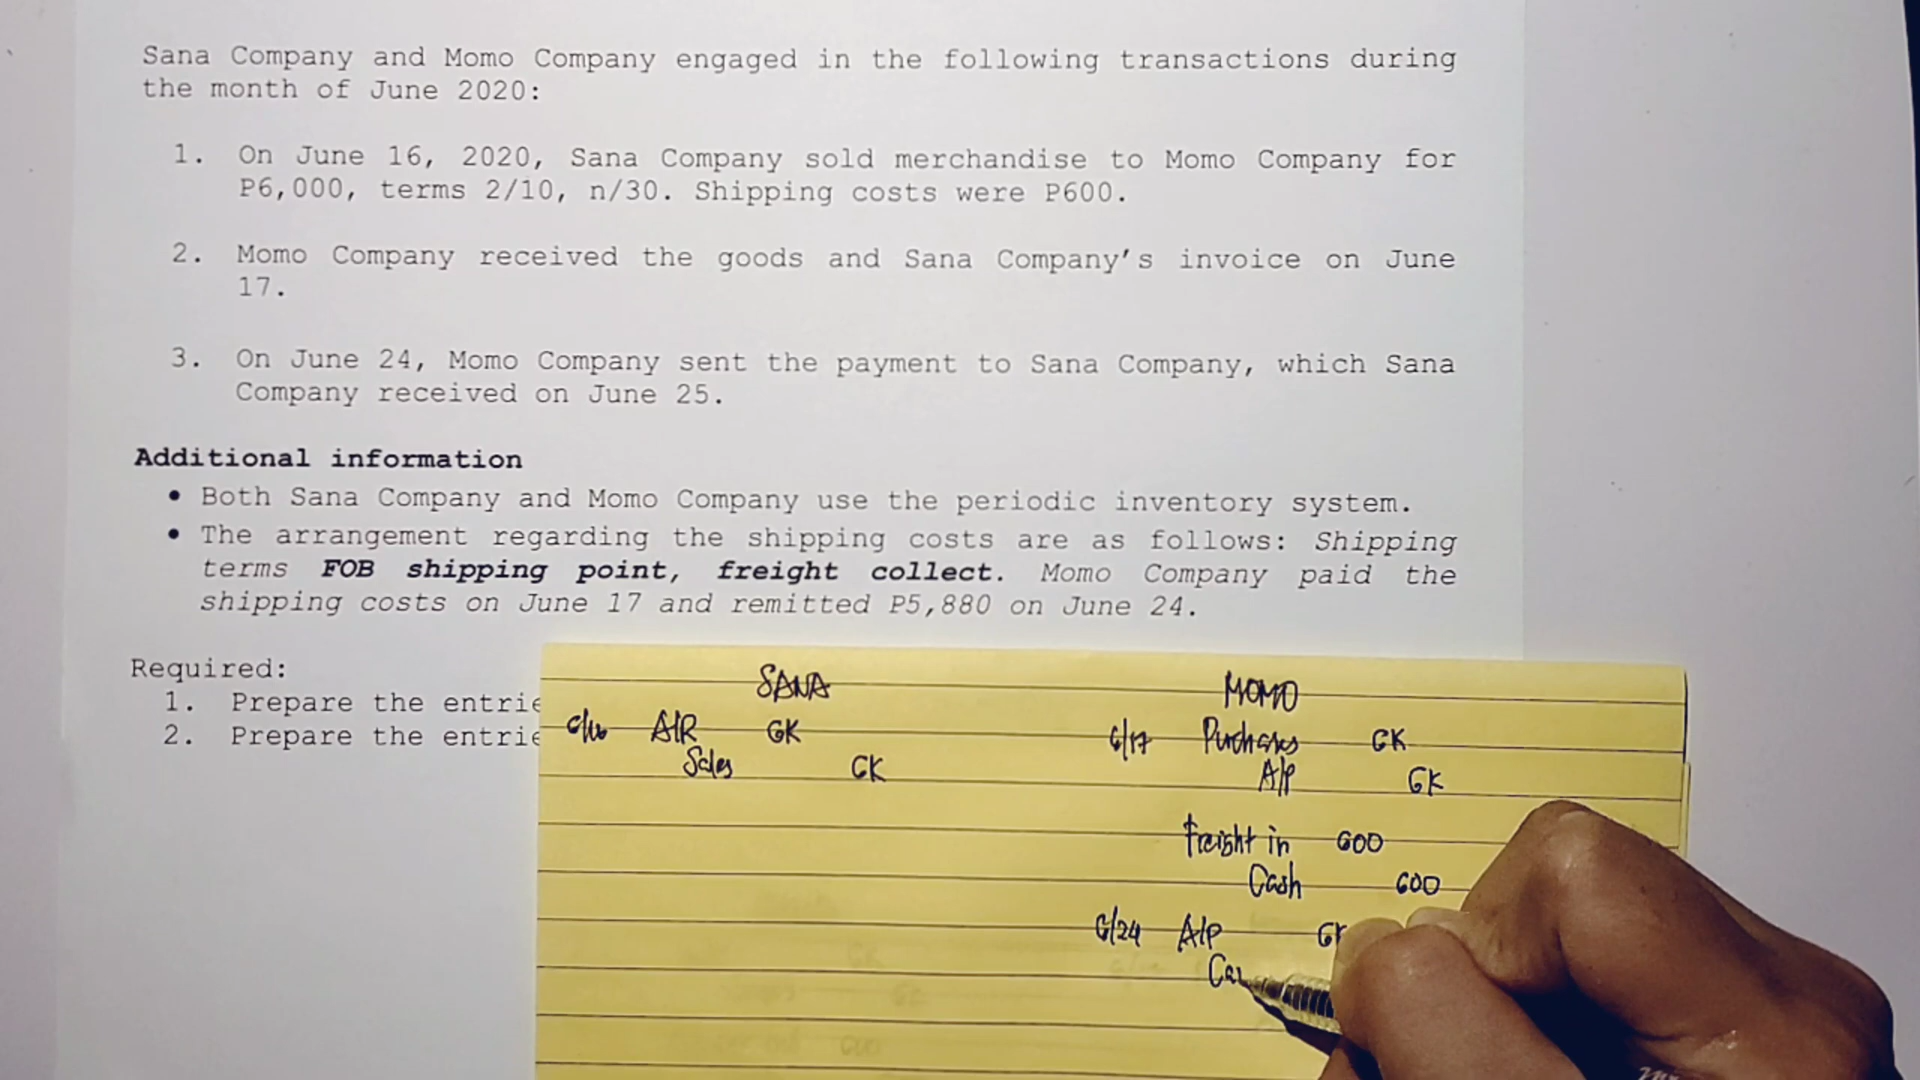 Sana Company and Momo Company engaged in the following transactions during
the month of June 2020:
1. On June 16, 2020, Sana Company sold merchandise to Momo Company for
P6,000, terms 2/10, n/30. Shipping costs were P600.
2. Momo Company received the goods and Sana Company's invoice on June
17.
3. On June 24, Momo Company sent the payment to Sana Company, which Sana
Company received on June 25.
Additional information
• Both Sana Company and Momo Company use the periodic inventory system.
• The arrangement regarding the shipping costs are as follows: Shipping
terms FOB shipping point, freight collect. Momo Company paid the
shipping costs on June 17 and remitted P5,880 on June 24.
Required:
1. Prepare the entrie
2. Prepare the entrie
SANA
6/16 A/R 6K
Sales 6K
MOMO
6/17 Purchases 6K
A/P 6K
Freight in 600
Cash 600
6/24 A/P 6K
Ca